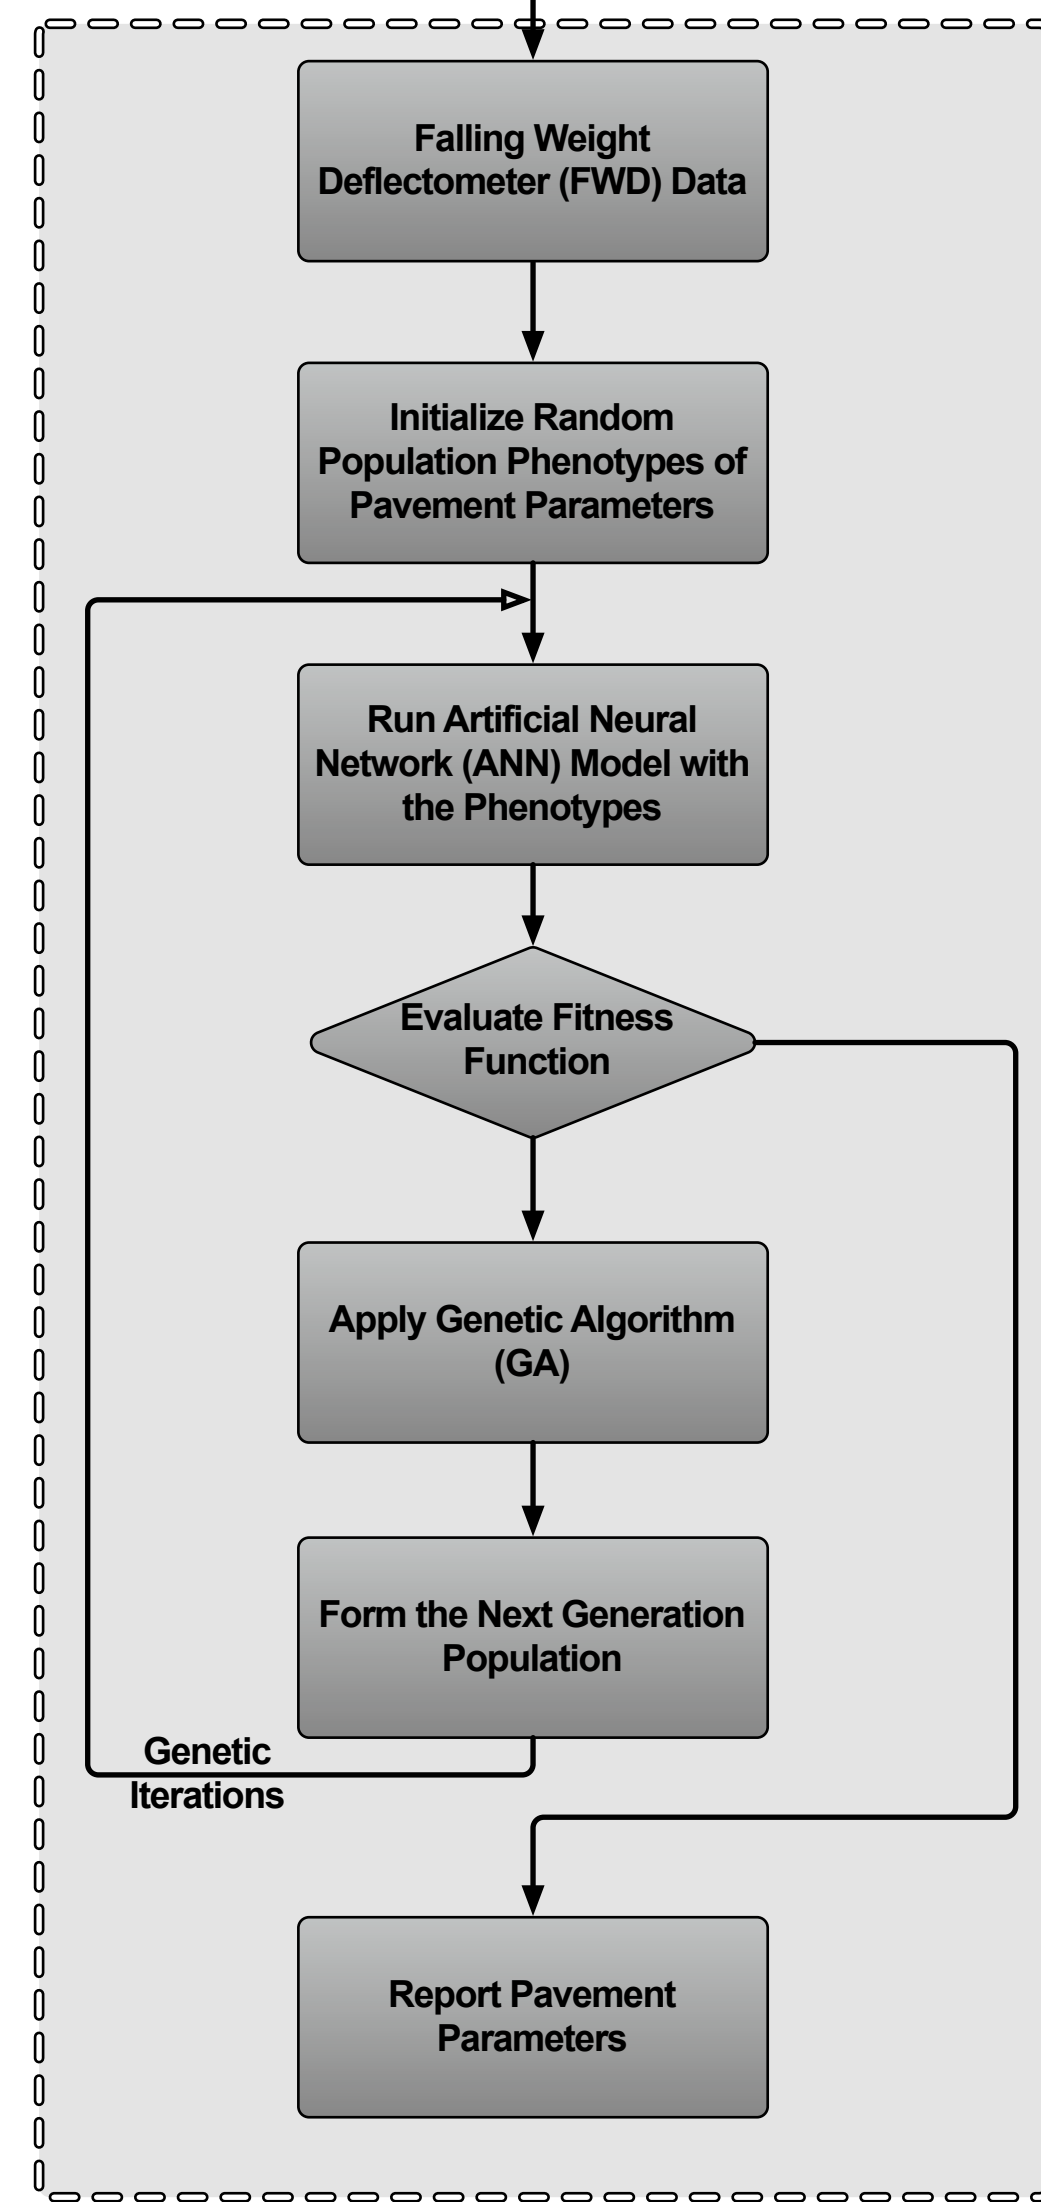 Falling Weight
Deflectometer (FWD) Data
Initialize Random
Population Phenotypes of
Pavement Parameters
Run Artificial Neural
Network (ANN) Model with
the Phenotypes
Evaluate Fitness
Function
Apply Genetic Algorithm
(GA)
Form the Next Generation
Population
Genetic
Iterations
Report Pavement
Parameters